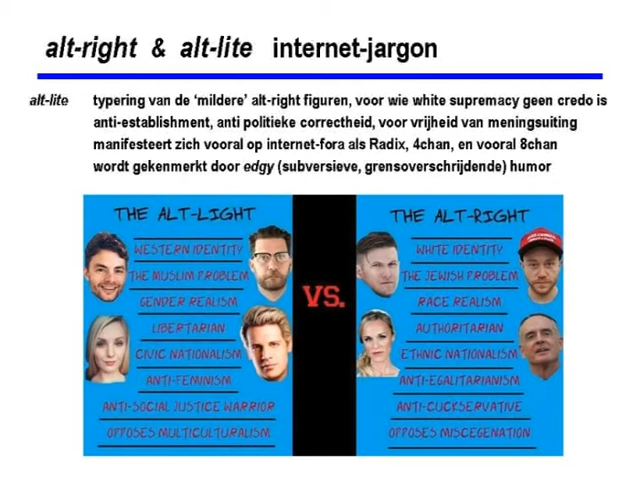 alt-right & alt-lite internet-jargon
alt-lite typering van de ‘mildere’ alt-right figuren, voor wie white supremacy geen credo is
anti-establishment, anti politieke correctheid, voor vrijheid van meningsuiting
manifesteert zich vooral op internet-fora als Radix, 4chan, en vooral 8chan
wordt gekenmerkt door edgy (subversieve, grensoverschrijdende) humor
THE ALT-LIGHT
WESTERN IDENTITY
THE MUSLIM PROBLEM
GENDER REALISM
LIBERTARIAN
CIVIC NATIONALISM
ANTI-FEMINISM
ANTI-SOCIAL JUSTICE WARRIOR
OPPOSES MULTICULTURALISM
VS.
THE ALT-RIGHT
WHITE IDENTITY
THE JEWISH PROBLEM
RACE REALISM
AUTHORITARIAN
ETHNIC NATIONALISM
ANTI-EGALITARIANISM
ANTI-CUCKSERVATIVE
OPPOSES MISCEGENATION